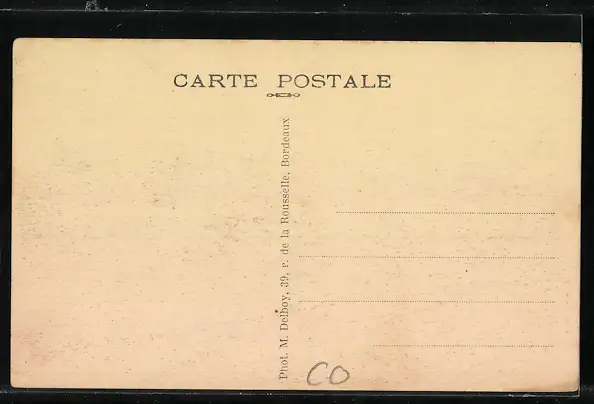 CARTE POSTALE
Phot. M. Delboy, 39, r. de la Rousselle, Bordeaux
CO